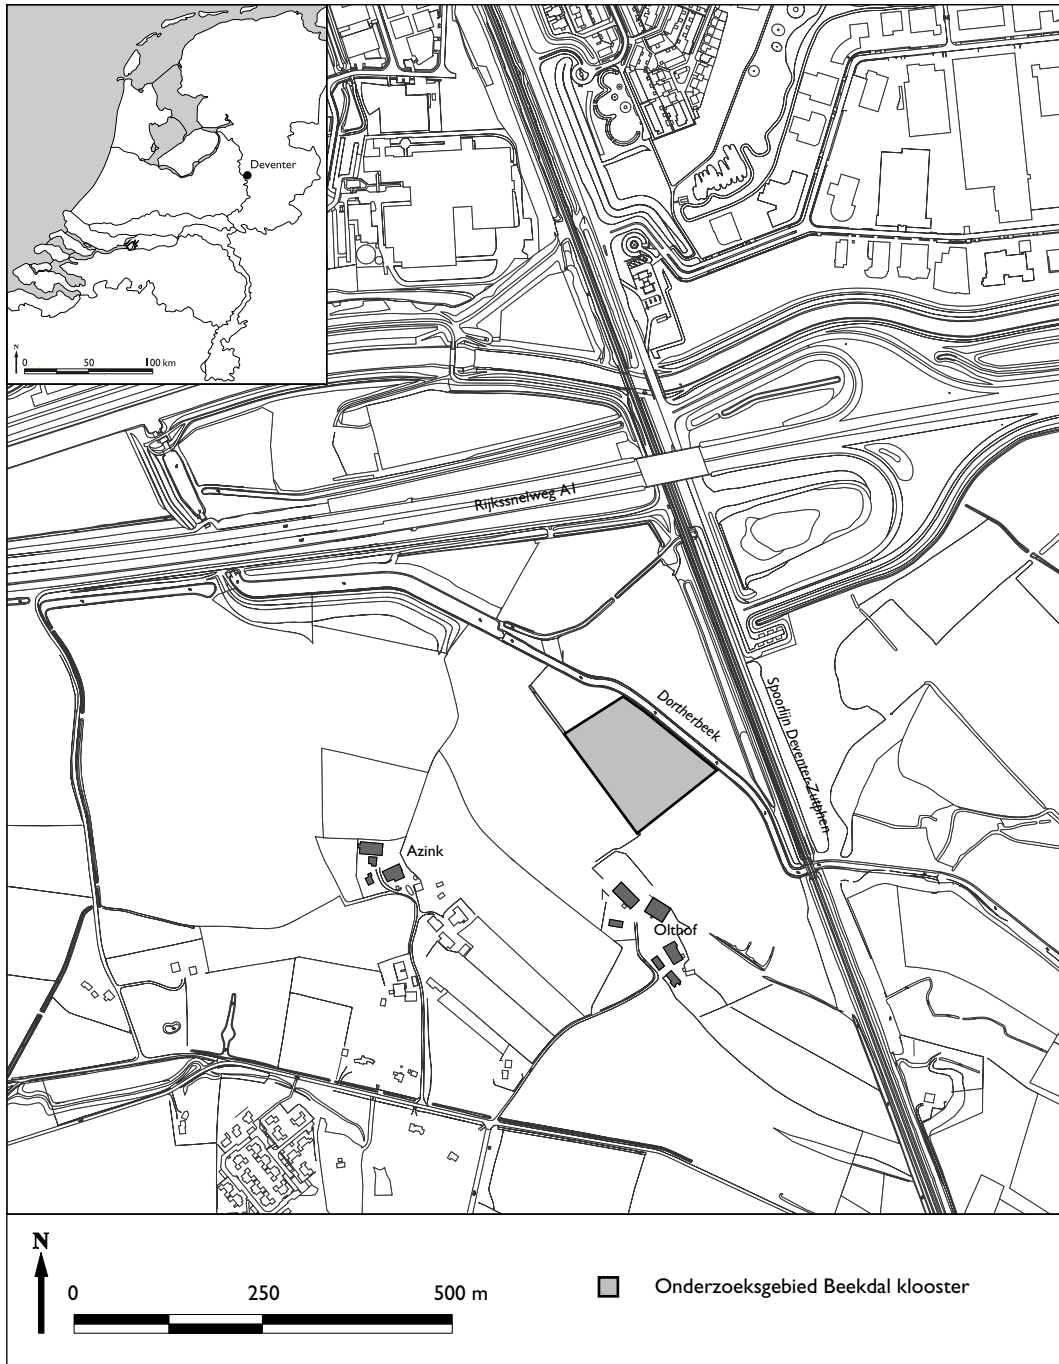 Deventer
N
0 50 100 km
Rijkssnelweg A1
Dortherbeek
Spoorlijn Deventer-Zutphen
Azink
Olthof
N
0 250 500 m
Onderzoeksgebied Beekdal klooster